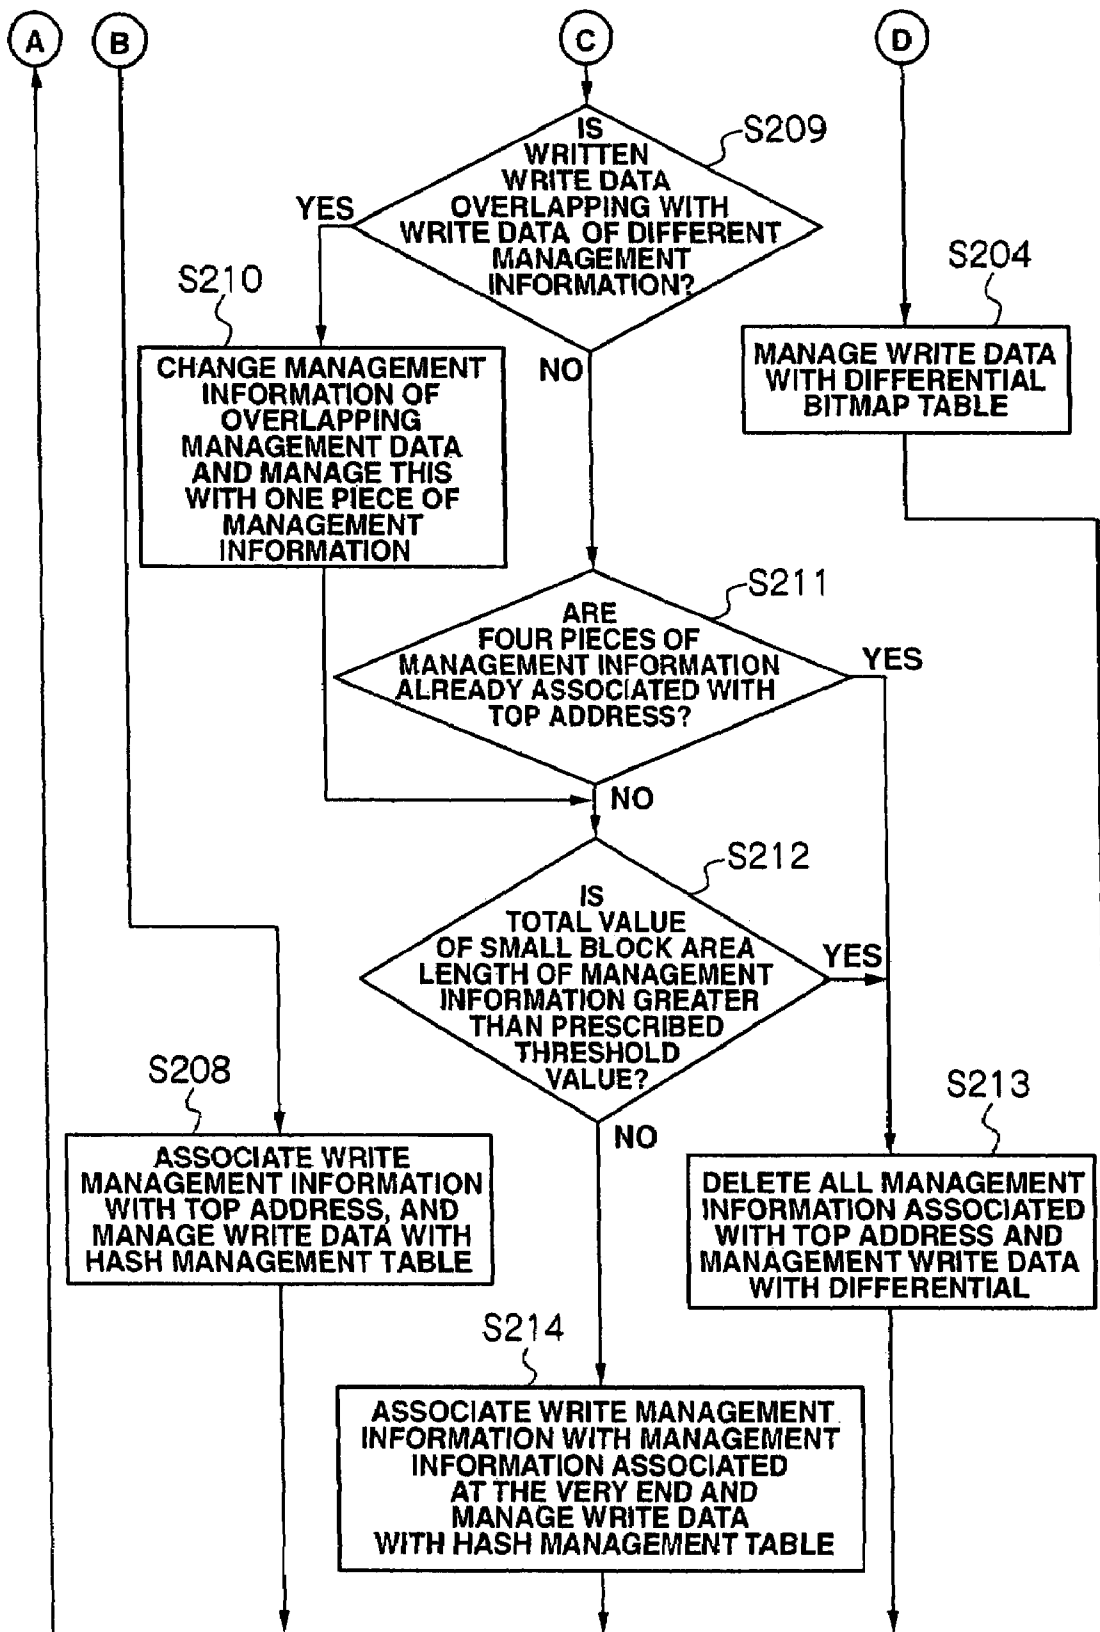 A
B
C
D
S209
IS
WRITTEN
WRITE DATA
OVERLAPPING WITH
WRITE DATA OF DIFFERENT
MANAGEMENT
INFORMATION?
YES
NO
S210
CHANGE MANAGEMENT
INFORMATION OF
OVERLAPPING
MANAGEMENT DATA
AND MANAGE THIS
WITH ONE PIECE OF
MANAGEMENT
INFORMATION
S204
MANAGE WRITE DATA
WITH DIFFERENTIAL
BITMAP TABLE
S211
ARE
FOUR PIECES OF
MANAGEMENT INFORMATION
ALREADY ASSOCIATED WITH
TOP ADDRESS?
YES
NO
S212
IS
TOTAL VALUE
OF SMALL BLOCK AREA
LENGTH OF MANAGEMENT
INFORMATION GREATER
THAN PRESCRIBED
THRESHOLD
VALUE?
YES
NO
S208
ASSOCIATE WRITE
MANAGEMENT INFORMATION
WITH TOP ADDRESS, AND
MANAGE WRITE DATA WITH
HASH MANAGEMENT TABLE
S213
DELETE ALL MANAGEMENT
INFORMATION ASSOCIATED
WITH TOP ADDRESS AND
MANAGEMENT WRITE DATA
WITH DIFFERENTIAL
S214
ASSOCIATE WRITE MANAGEMENT
INFORMATION WITH MANAGEMENT
INFORMATION ASSOCIATED
AT THE VERY END AND
MANAGE WRITE DATA
WITH HASH MANAGEMENT TABLE